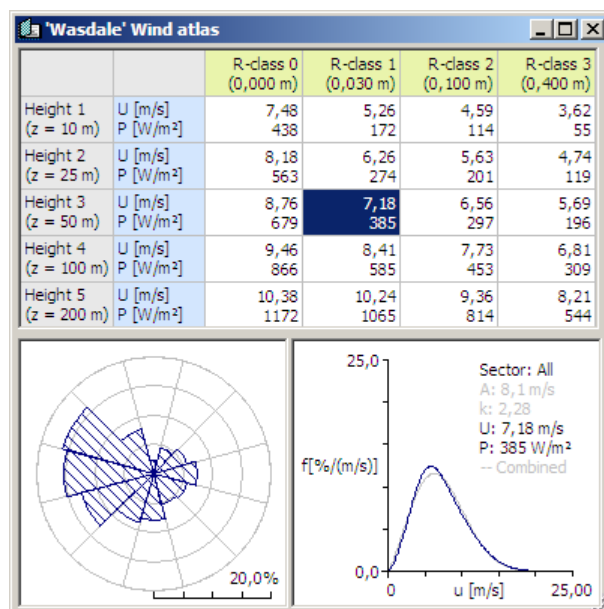 'Wasdale' Wind atlas
R-class 0 R-class 1 R-class 2 R-class 3
(0,000 m) (0,030 m) (0,100 m) (0,400 m)
Height 1 U [m/s] 7,48 5,26 4,59 3,62
(z = 10 m) P [W/m²] 438 172 114 55
Height 2 U [m/s] 8,18 6,26 5,63 4,74
(z = 25 m) P [W/m²] 563 274 201 119
Height 3 U [m/s] 8,76 7,18 6,56 5,69
(z = 50 m) P [W/m²] 679 385 297 196
Height 4 U [m/s] 9,46 8,41 7,73 6,81
(z = 100 m) P [W/m²] 866 585 453 309
Height 5 U [m/s] 10,38 10,24 9,36 8,21
(z = 200 m) P [W/m²] 1172 1065 814 544
20,0%
25,0
Sector: All
A: 8,1 m/s
k: 2,28
U: 7,18 m/s
P: 385 W/m²
-- Combined
f[%/(m/s)]
0,0
0 u [m/s] 25,00